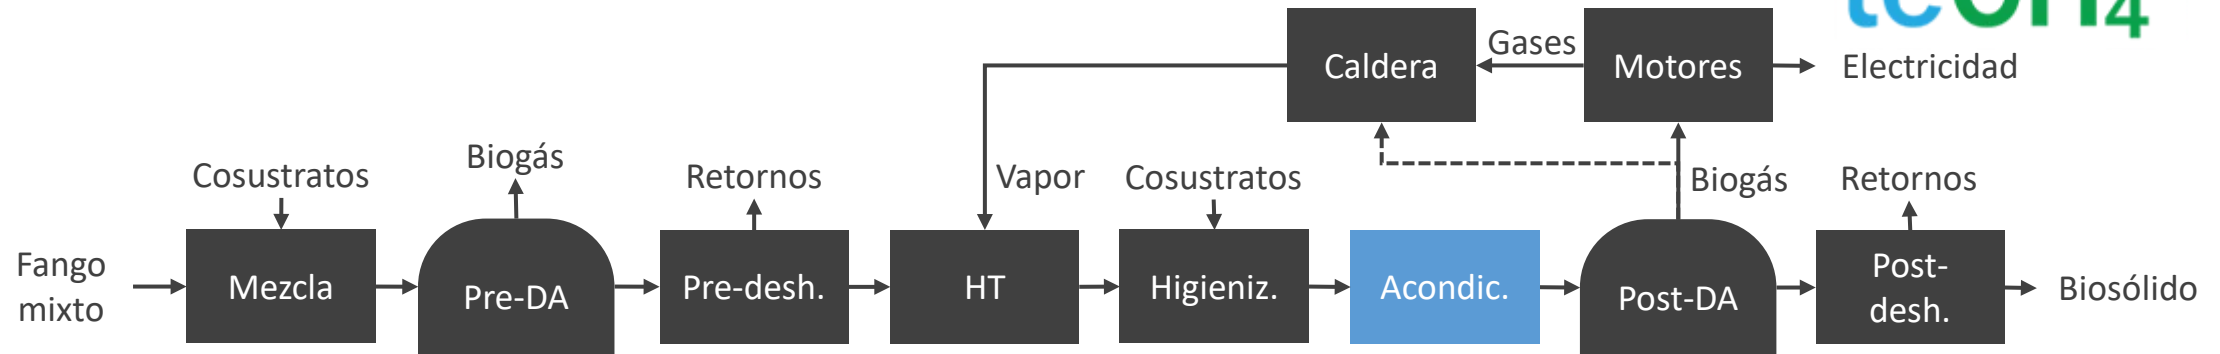 teCH4
Gases
Caldera
Motores
Electricidad
Biogás
Cosustratos
Retornos
Vapor
Cosustratos
Biogás
Retornos
Fango
mixto
Mezcla
Pre-DA
Pre-desh.
HT
Higieniz.
Acondic.
Post-DA
Post-
desh.
Biosólido